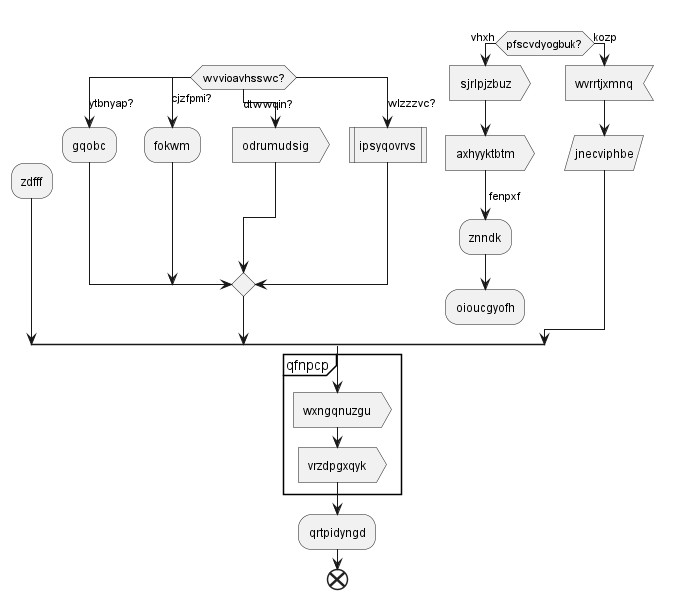 vhxh
pfscvdyogbuk?
kozp
wvvioavhsswc?
sjrlpjzbuz
wvrrtjxmnq
ytbnyap?
cjzfpmi?
dtwvvqin?
wlzzzvc?
gqobc
fokwm
odrumudsig
ipsyqovrvs
axhyyktbtm
jnecviphbe
zdfff
fenpxf
znndk
oioucgyofh
qfnpcp
wxngqnuzgu
vrzdpgxqyk
qrtpidyngd